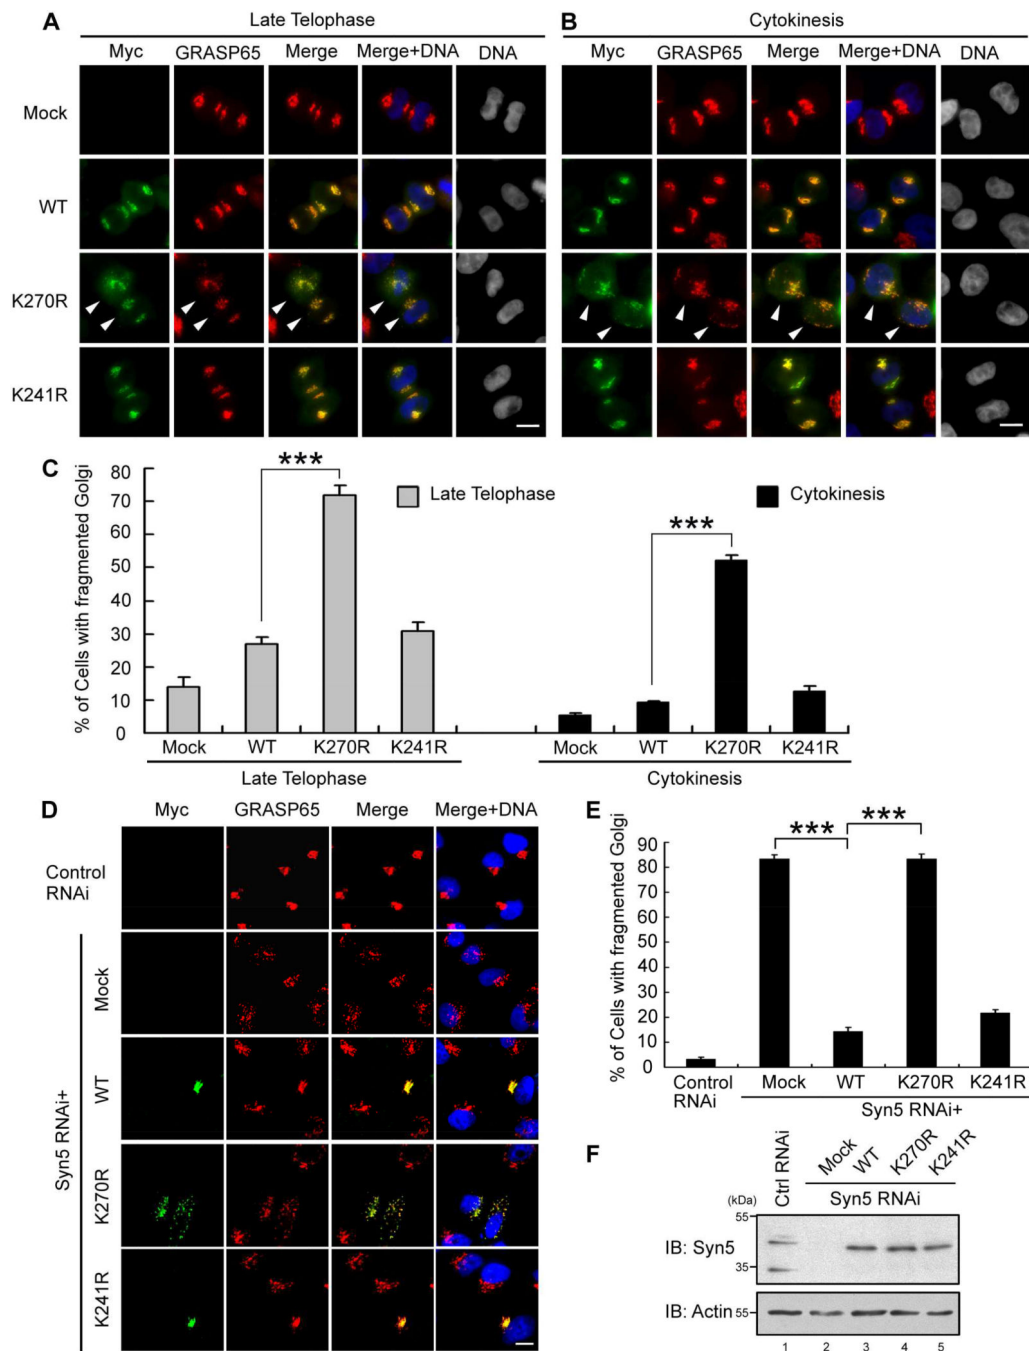 A Late Telophase
Myc GRASP65 Merge Merge+DNA DNA
Mock
WT
K270R
K241R
B Cytokinesis
Myc GRASP65 Merge Merge+DNA DNA
C
% of Cells with fragmented Golgi
80
70
60
50
40
30
20
10
0
***
Late Telophase
***
Cytokinesis
Mock WT K270R K241R
Late Telophase
Mock WT K270R K241R
Cytokinesis
D
Myc GRASP65 Merge Merge+DNA
Control
RNAi
Syn5 RNAi+
Mock
WT
K270R
K241R
E
% of Cells with fragmented Golgi
90
80
70
60
50
40
30
20
10
0
*** ***
Control
RNAi
Mock WT K270R K241R
Syn5 RNAi+
F
Ctrl RNAi
Mock
WT
K270R
K241R
Syn5 RNAi
(kDa)
55
IB: Syn5
35
IB: Actin 55
1 2 3 4 5